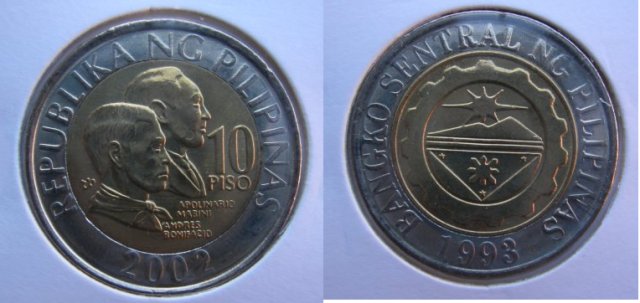 REPUBLIKA NG PILIPINAS
10
PISO
APOLINARIO
MABINI
ANDRES
BONIFACIO
2002
BANGKO SENTRAL NG PILIPINAS
1993